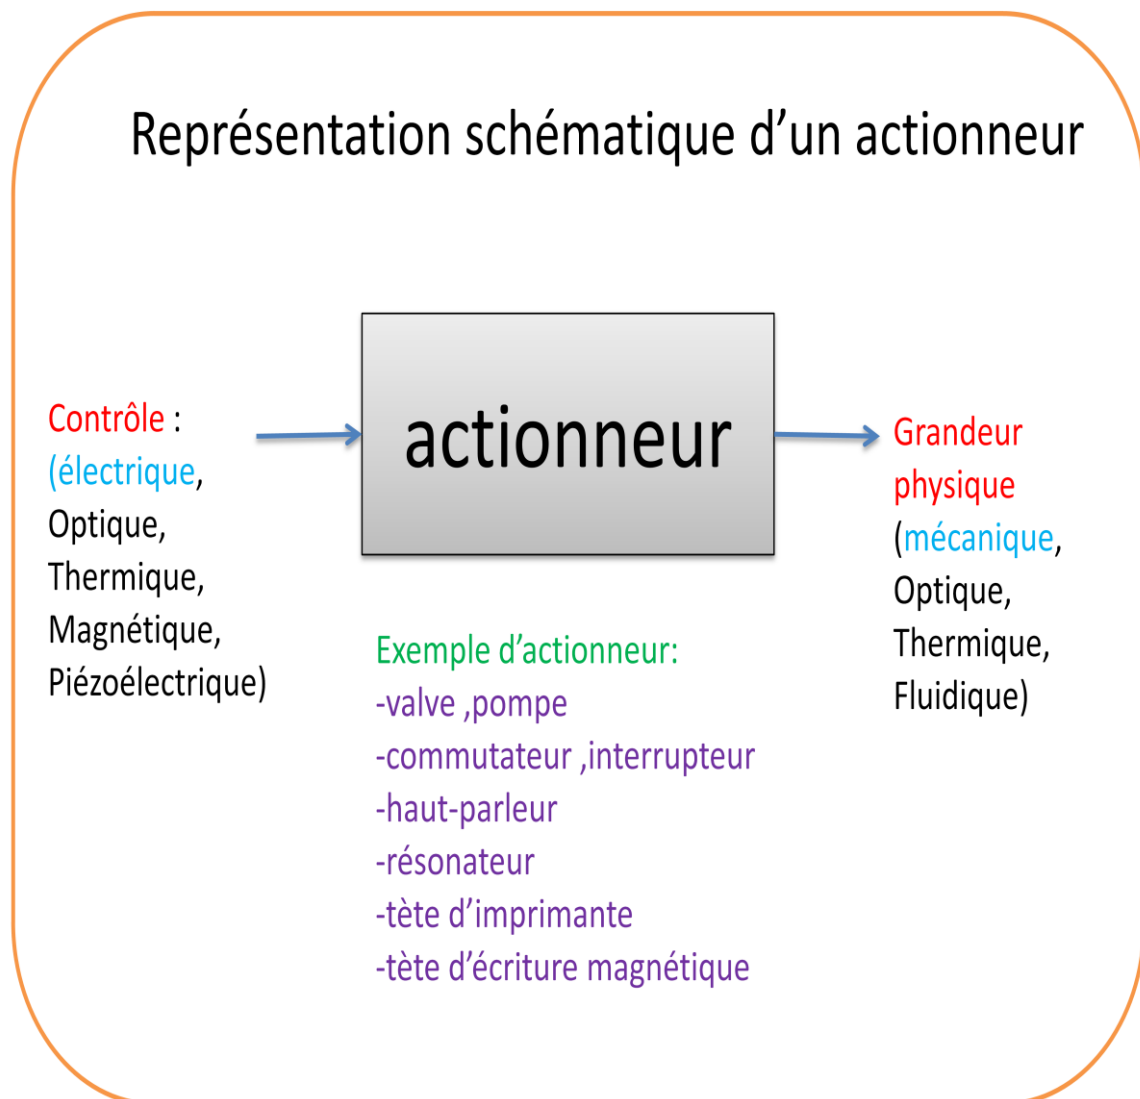 Représentation schématique d’un actionneur
Contrôle :
(électrique,
Optique,
Thermique,
Magnétique,
Piézoélectrique)
actionneur
Grandeur
physique
(mécanique,
Optique,
Thermique,
Fluidique)
Exemple d’actionneur:
-valve ,pompe
-commutateur ,interrupteur
-haut-parleur
-résonateur
-tète d’imprimante
-tète d’écriture magnétique